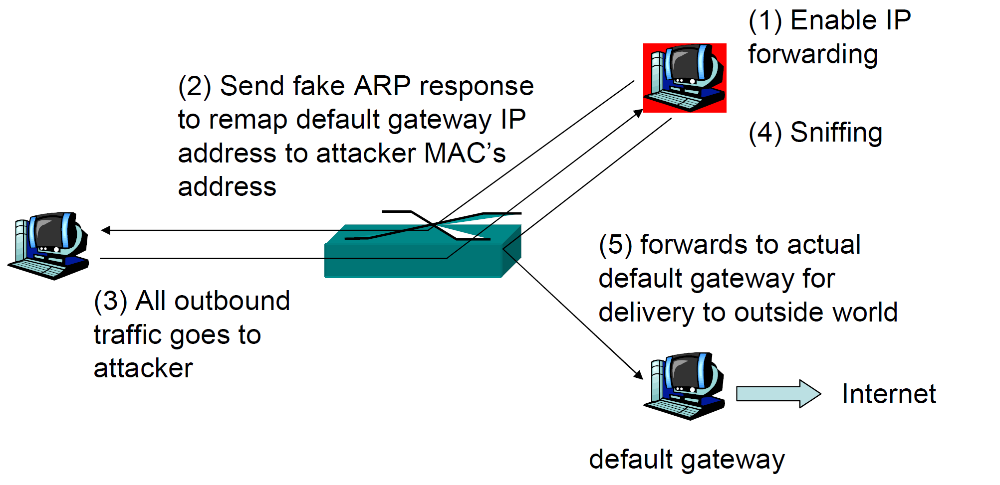 (1) Enable IP
forwarding
(2) Send fake ARP response
to remap default gateway IP
address to attacker MAC’s
address
(4) Sniffing
(3) All outbound
traffic goes to
attacker
(5) forwards to actual
default gateway for
delivery to outside world
Internet
default gateway